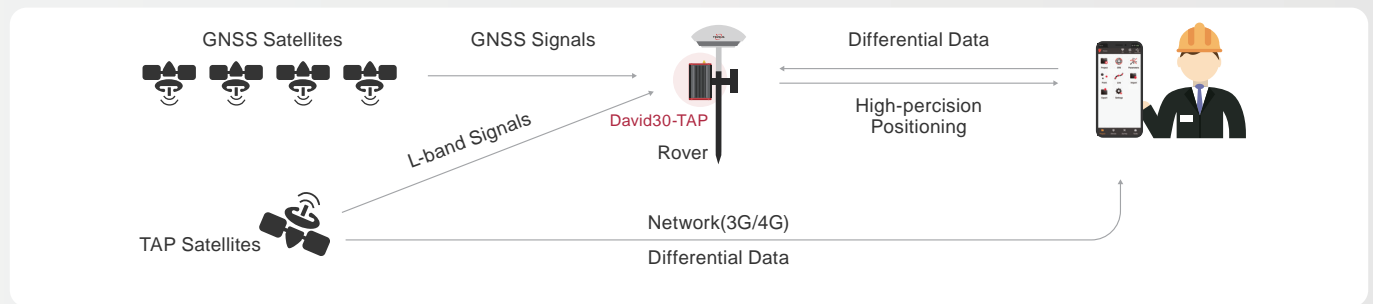 GNSS Satellites
GNSS Signals
Differential Data
High-percision
Positioning
David30-TAP
Rover
L-band Signals
TAP Satellites
Network(3G/4G)
Differential Data